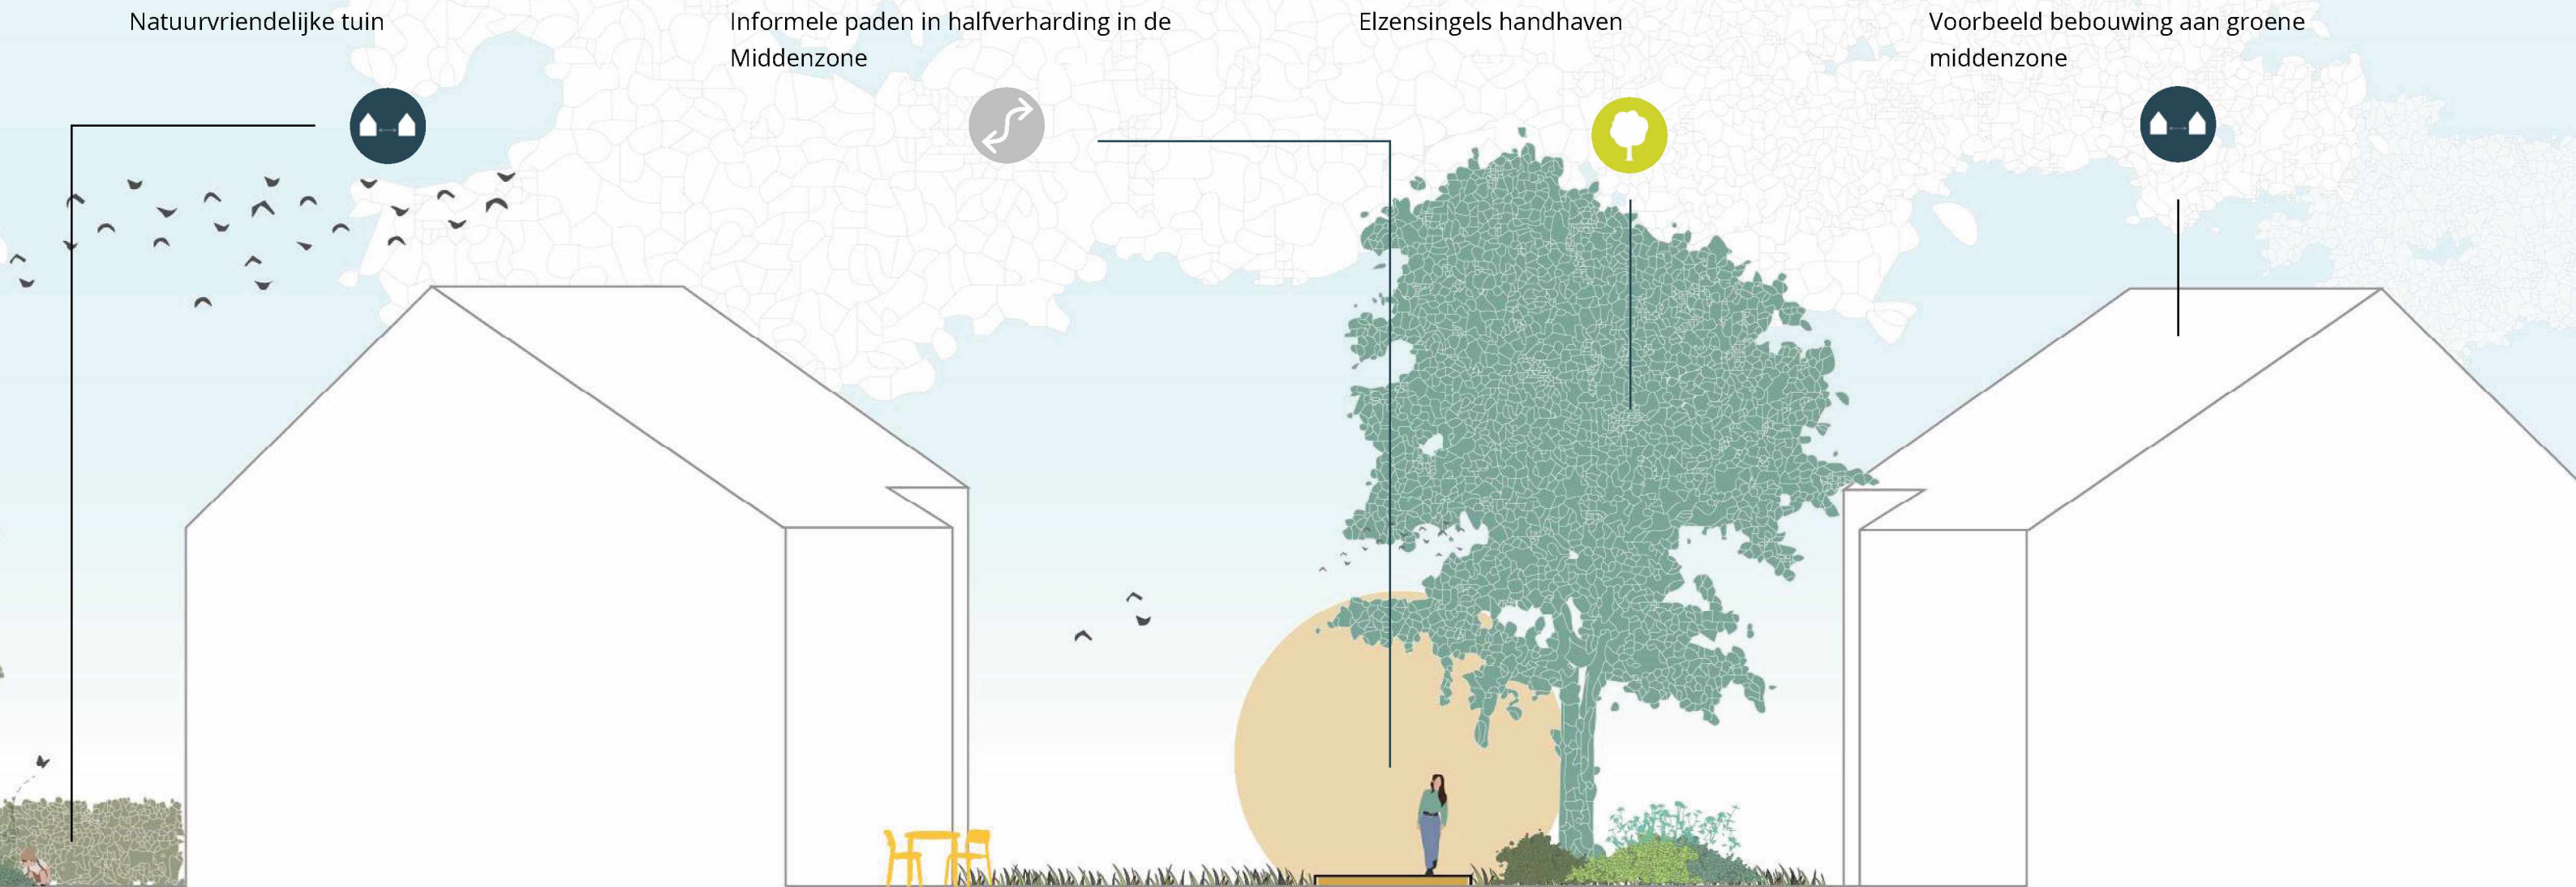 Natuurvriendelijke tuin
Informele paden in halfverharding in de
Middenzone
Elzensingels handhaven
Voorbeeld bebouwing aan groene
middenzone